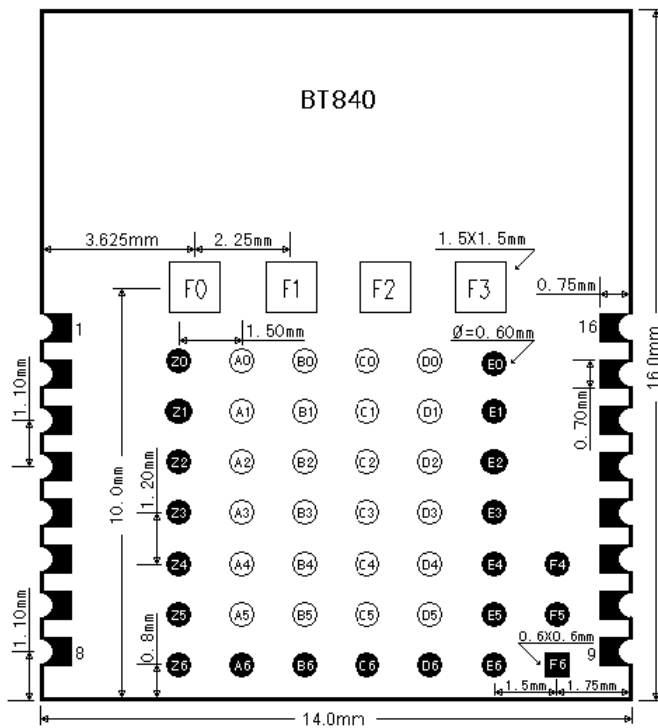 BT840
3.625mm
2.25mm
1.5X1.5mm
F0 F1 F2 F3
0.75mm
1.50mm
Ø=0.60mm
1 16
16.0mm
Z0 A0 B0 C0 D0 E0
1.10mm
0.70mm
Z1 A1 B1 C1 D1 E1
Z2 A2 B2 C2 D2 E2
10.0mm
1.20mm
Z3 A3 B3 C3 D3 E3
Z4 A4 B4 C4 D4 E4 F4
Z5 A5 B5 C5 D5 E5 F5
1.10mm
0.8mm
0.6X0.6mm
8 9
Z6 A6 B6 C6 D6 E6 F6
1.5mm
1.75mm
14.0mm